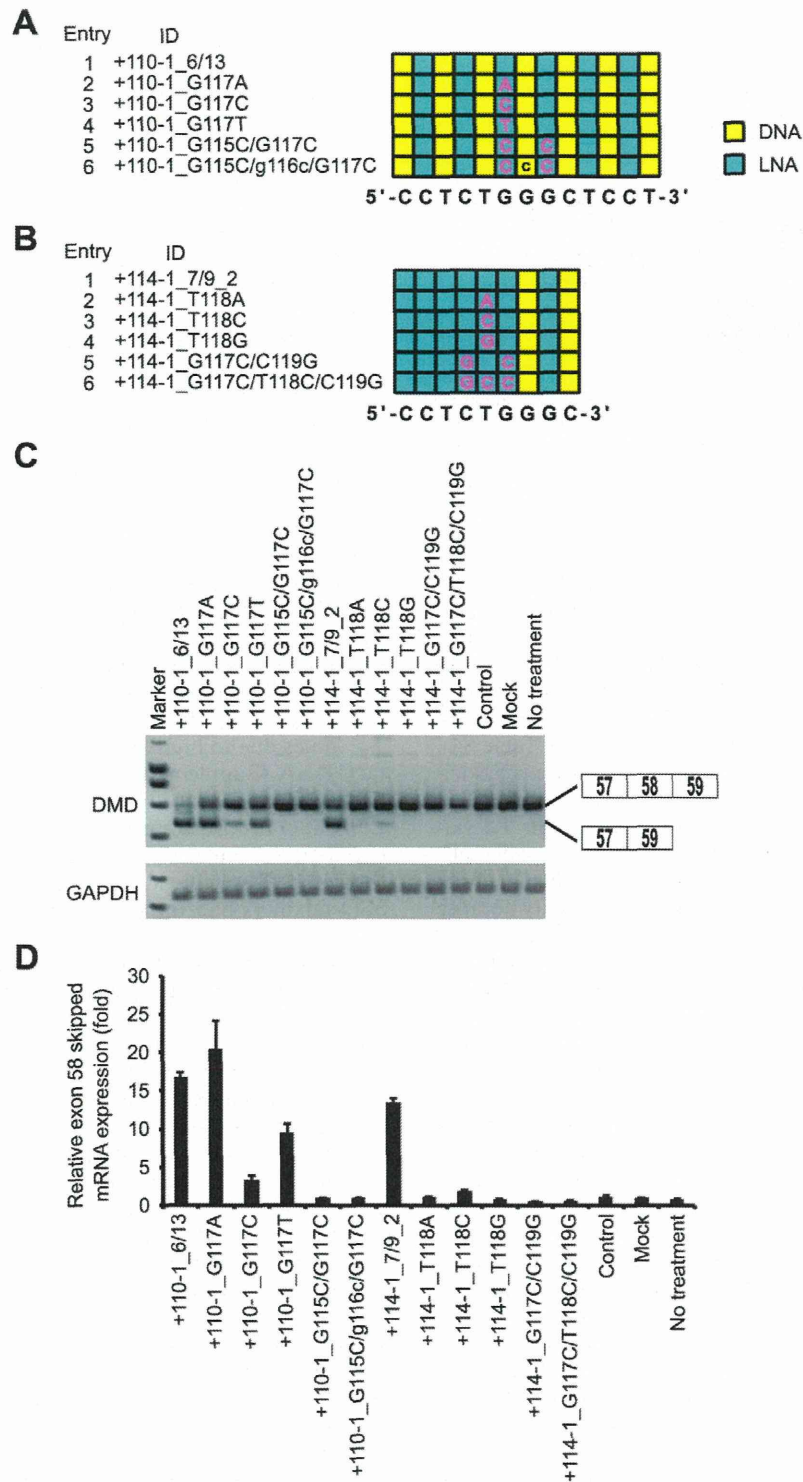 A
Entry ID
1 +110-1_6/13
2 +110-1_G117A
3 +110-1_G117C
4 +110-1_G117T
5 +110-1_G115C/G117C
6 +110-1_G115C/g116c/G117C
A
C
T
C C
C c C
DNA
LNA
5'-CCTCTGGGCTCCT-3'
B
Entry ID
1 +114-1_7/9_2
2 +114-1_T118A
3 +114-1_T118C
4 +114-1_T118G
5 +114-1_G117C/C119G
6 +114-1_G117C/T118C/C119G
A
C
G
G C
G C C
5'-CCTCTGGGC-3'
C
Marker
+110-1_6/13
+110-1_G117A
+110-1_G117C
+110-1_G117T
+110-1_G115C/G117C
+110-1_G115C/g116c/G117C
+114-1_7/9_2
+114-1_T118A
+114-1_T118C
+114-1_T118G
+114-1_G117C/C119G
+114-1_G117C/T118C/C119G
Control
Mock
No treatment
DMD
57 58 59
57 59
GAPDH
D
Relative exon 58 skipped
mRNA expression (fold)
30
25
20
15
10
5
0
+110-1_6/13
+110-1_G117A
+110-1_G117C
+110-1_G117T
+110-1_G115C/G117C
+110-1_G115C/g116c/G117C
+114-1_7/9_2
+114-1_T118A
+114-1_T118C
+114-1_T118G
+114-1_G117C/C119G
+114-1_G117C/T118C/C119G
Control
Mock
No treatment